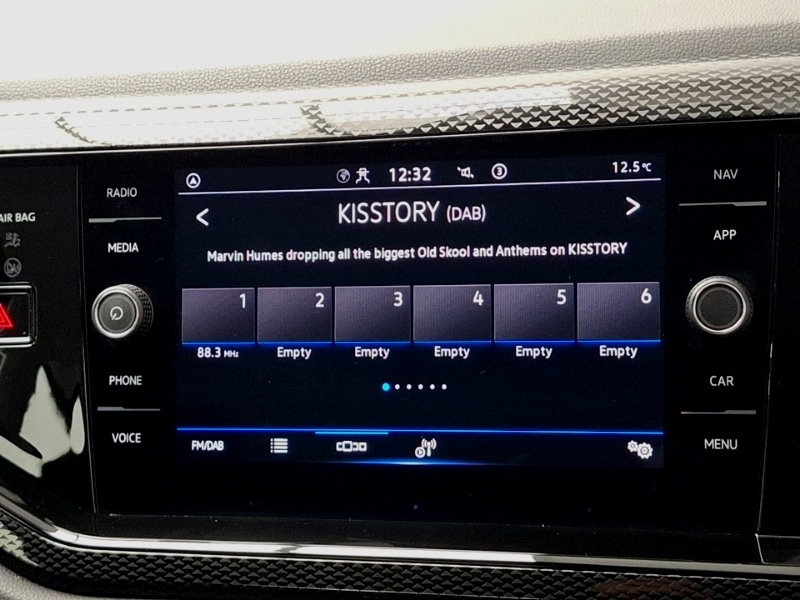 12:32 3 12.5°C
KISSTORY (DAB)
Marvin Humes dropping all the biggest Old Skool and Anthems on KISSTORY
1 2 3 4 5 6
88.3 MHz Empty Empty Empty Empty Empty
FM/DAB
RADIO
MEDIA
PHONE
VOICE
NAV
APP
CAR
MENU
AIR BAG